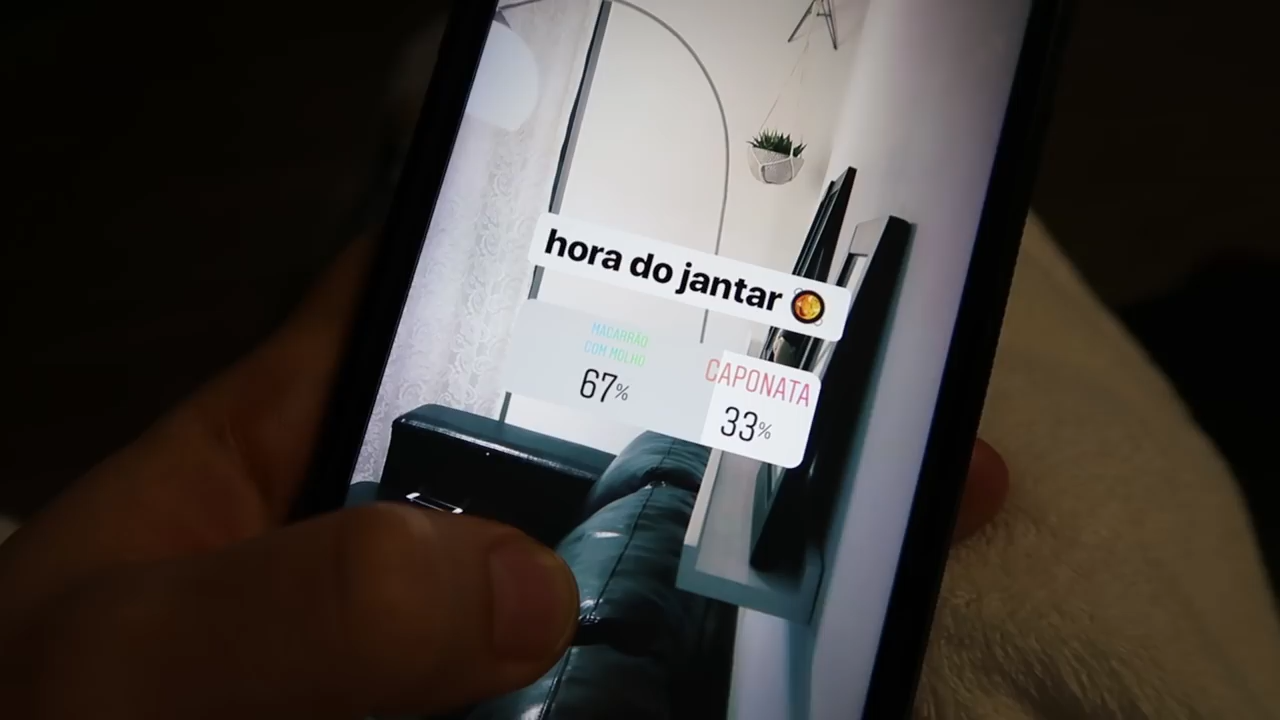 hora do jantar 🥘
MACARRÃO
COM MOLHO
67%
CAPONATA
33%